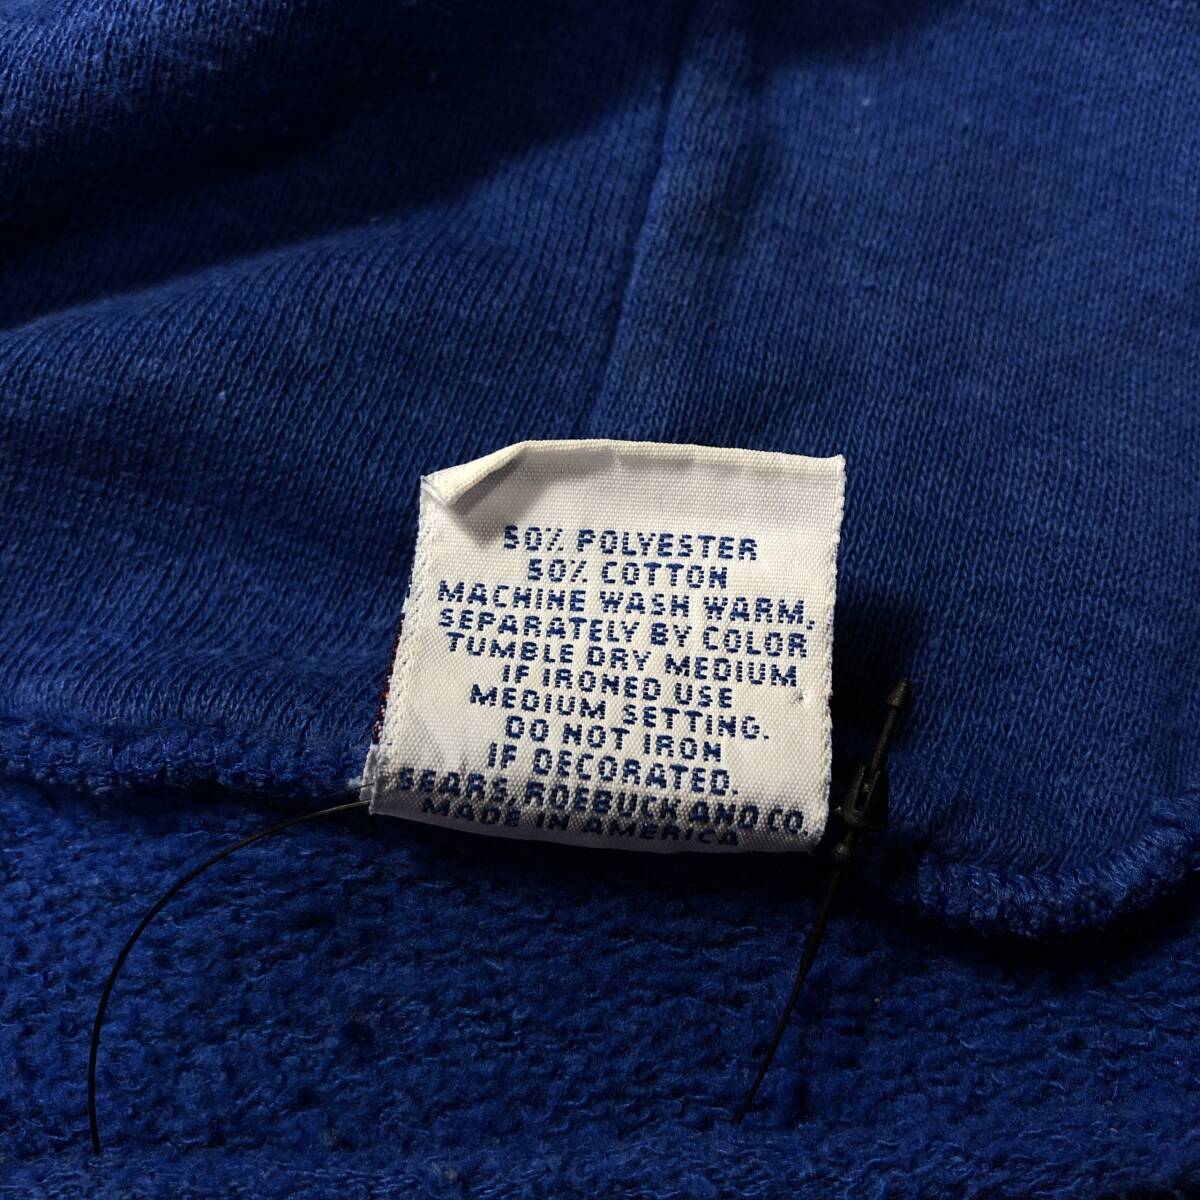 50% POLYESTER
50% COTTON
MACHINE WASH WARM,
SEPARATELY BY COLOR
TUMBLE DRY MEDIUM
IF IRONED USE
MEDIUM SETTING.
DO NOT IRON
IF DECORATED.
SEARS, ROEBUCK AND CO.
MADE IN AMERICA